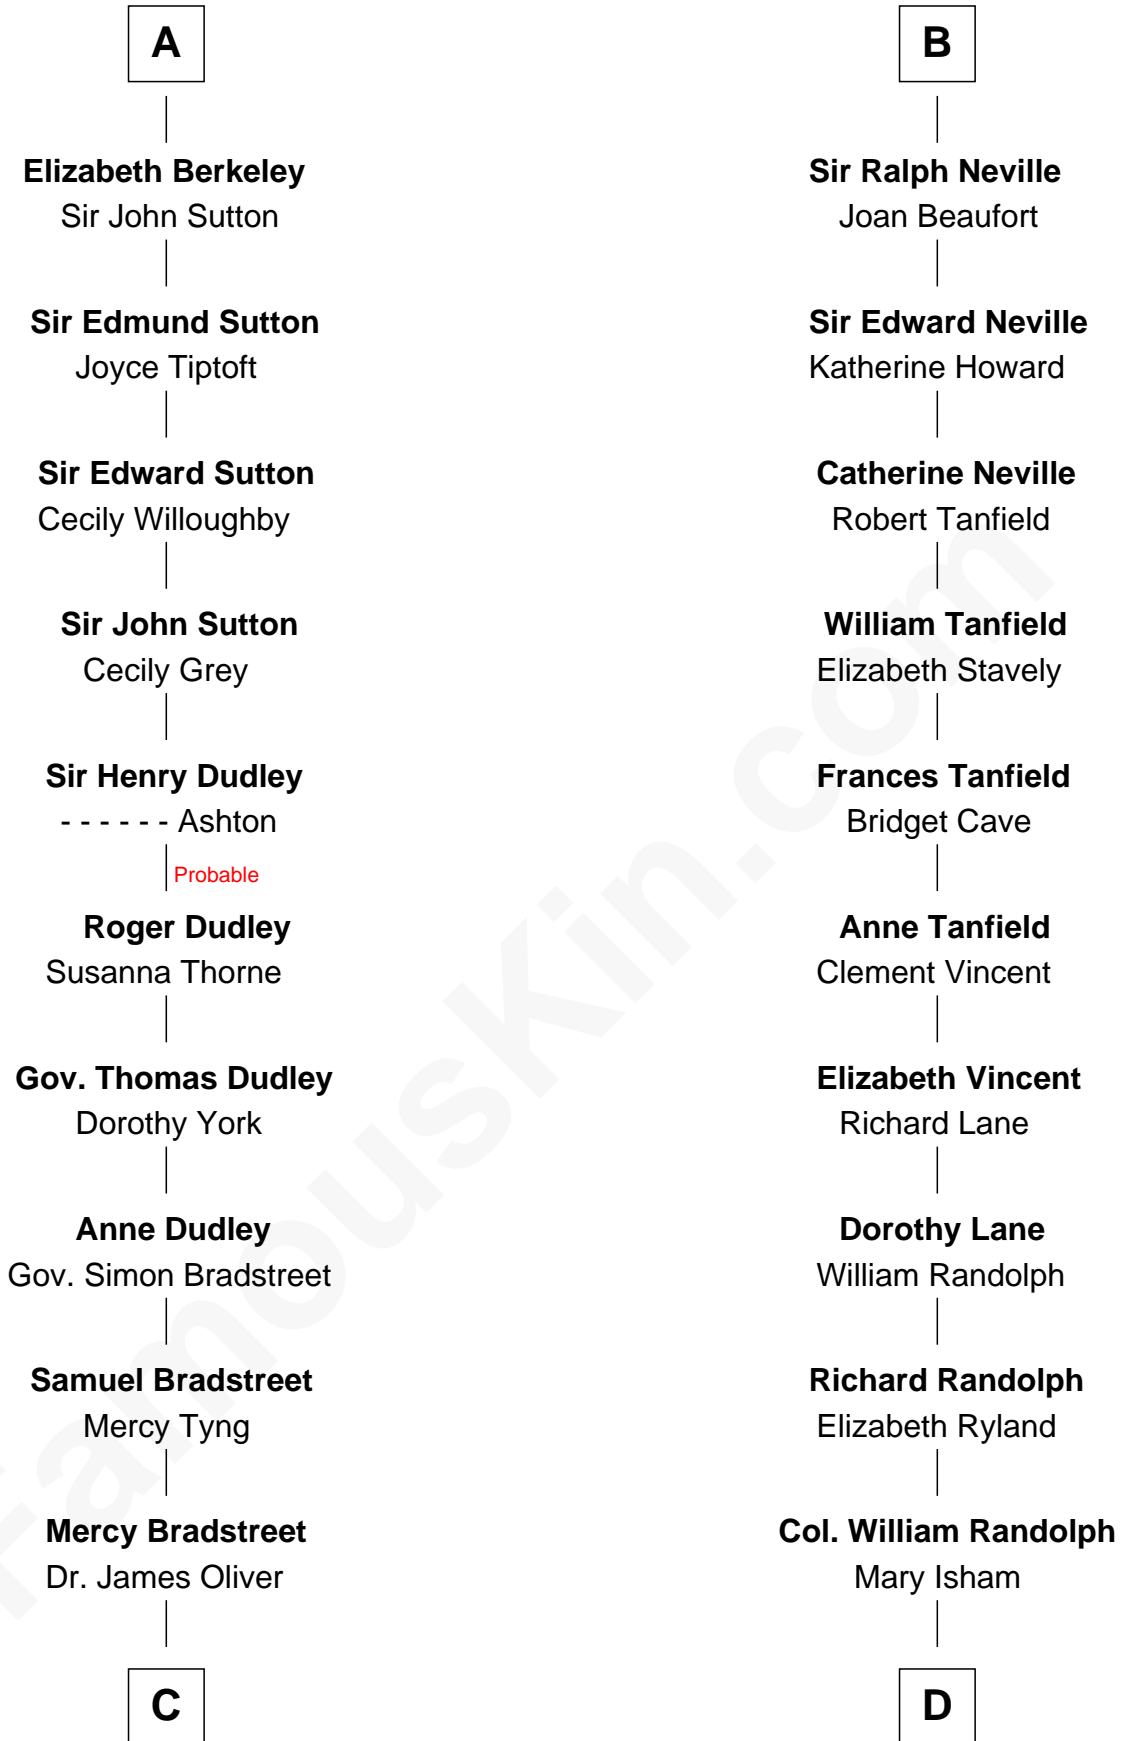 A
Elizabeth Berkeley
Sir John Sutton
Sir Edmund Sutton
Joyce Tiptoft
Sir Edward Sutton
Cecily Willoughby
Sir John Sutton
Cecily Grey
Sir Henry Dudley
- - - - - - Ashton
Probable
Roger Dudley
Susanna Thorne
Gov. Thomas Dudley
Dorothy York
Anne Dudley
Gov. Simon Bradstreet
Samuel Bradstreet
Mercy Tyng
Mercy Bradstreet
Dr. James Oliver
C
B
Sir Ralph Neville
Joan Beaufort
Sir Edward Neville
Katherine Howard
Catherine Neville
Robert Tanfield
William Tanfield
Elizabeth Stavely
Frances Tanfield
Bridget Cave
Anne Tanfield
Clement Vincent
Elizabeth Vincent
Richard Lane
Dorothy Lane
William Randolph
Richard Randolph
Elizabeth Ryland
Col. William Randolph
Mary Isham
D
FamousKin.com